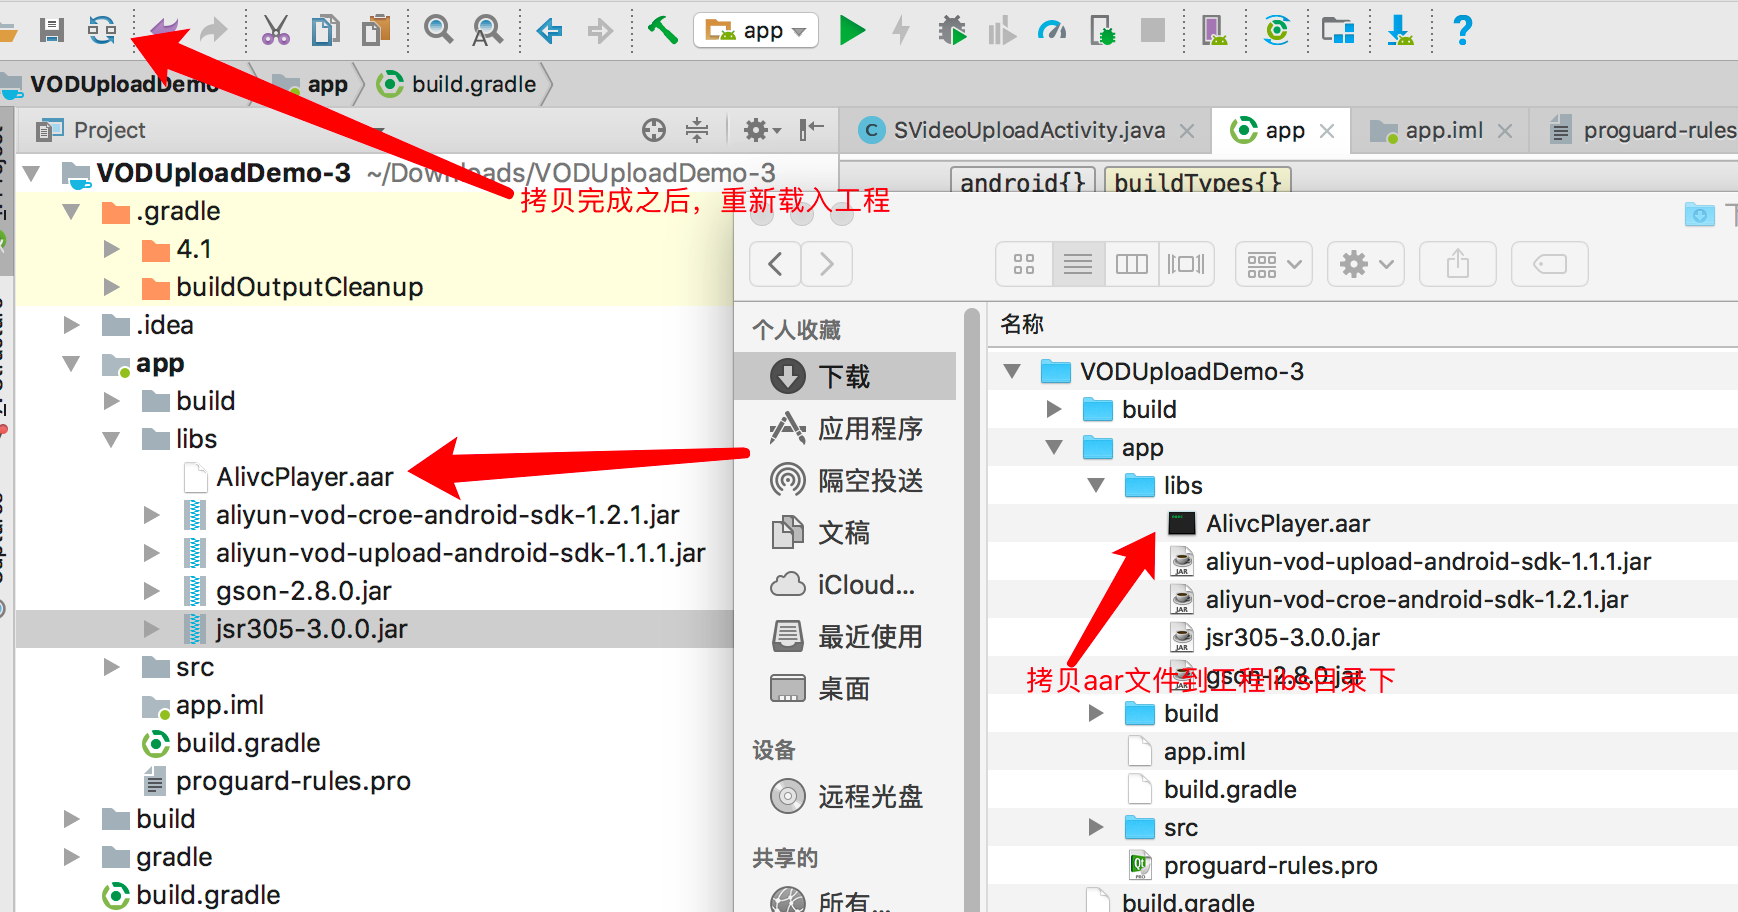 app
VODUploadDemo
app
build.gradle
Project
SVideoUploadActivity.java
app
app.iml
proguard-rules
android{}
buildTypes{}
VODUploadDemo-3 ~/Downloads/VODUploadDemo-3
拷贝完成之后，重新载入工程
.gradle
4.1
buildOutputCleanup
.idea
app
build
libs
AlivcPlayer.aar
aliyun-vod-croe-android-sdk-1.2.1.jar
aliyun-vod-upload-android-sdk-1.1.1.jar
gson-2.8.0.jar
jsr305-3.0.0.jar
src
app.iml
build.gradle
proguard-rules.pro
build
gradle
build.gradle
个人收藏
下载
应用程序
隔空投送
文稿
iCloud...
最近使用
桌面
设备
远程光盘
共享的
所有...
名称
VODUploadDemo-3
build
app
libs
AlivcPlayer.aar
aliyun-vod-upload-android-sdk-1.1.1.jar
aliyun-vod-croe-android-sdk-1.2.1.jar
jsr305-3.0.0.jar
gson-2.8.0.jar
拷贝aar文件到工程libs目录下
build
app.iml
build.gradle
src
proguard-rules.pro
build.gradle